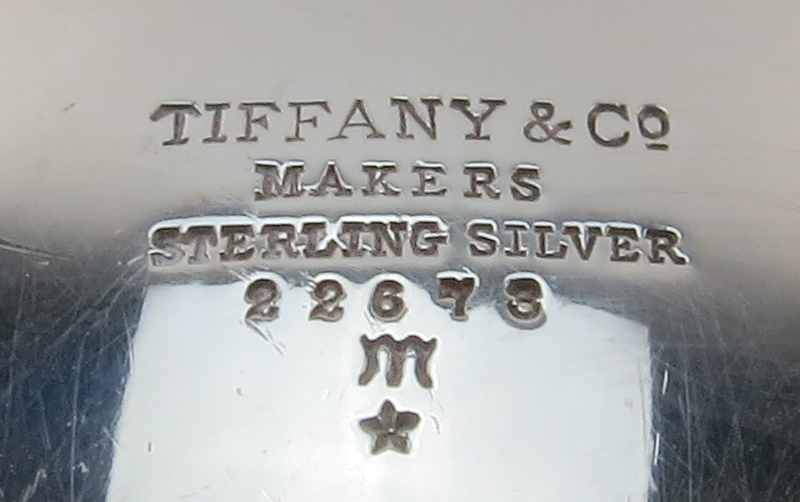 TIFFANY & Co
MAKERS
STERLING SILVER
22673
m